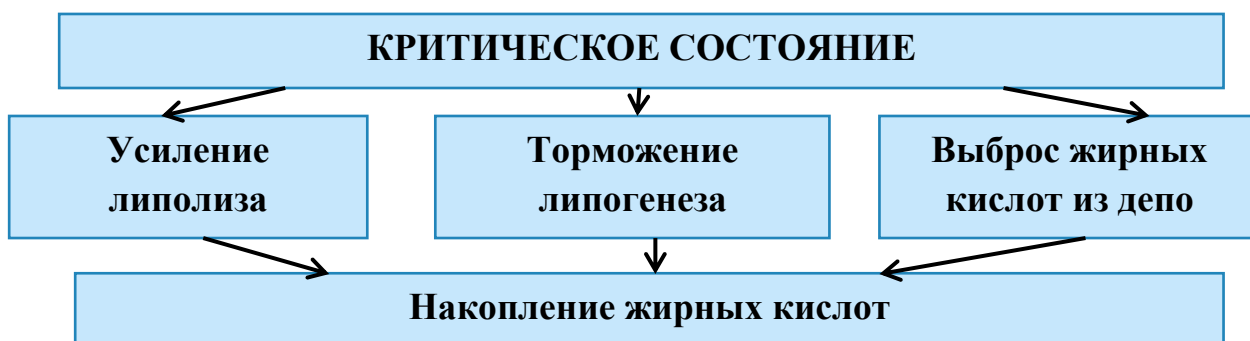 КРИТИЧЕСКОЕ СОСТОЯНИЕ
Усиление
липолиза
Торможение
липогенеза
Выброс жирных
кислот из депо
Накопление жирных кислот